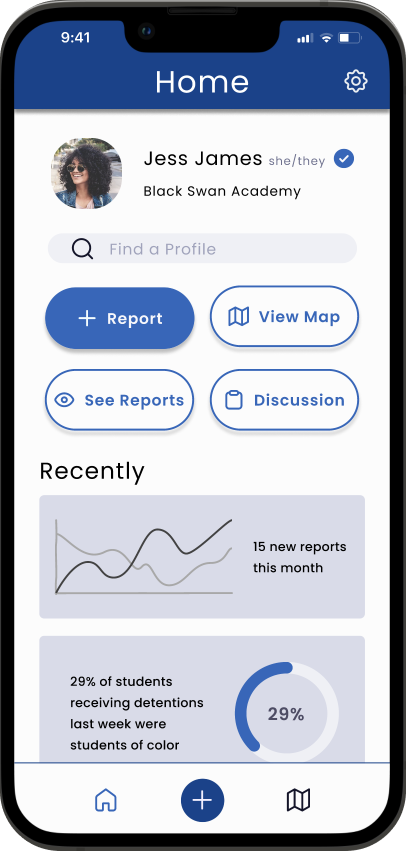 9:41
Home
Jess James she/they
Black Swan Academy
Find a Profile
Report
View Map
See Reports
Discussion
Recently
15 new reports
this month
29% of students
receiving detentions
last week were
students of color
29%